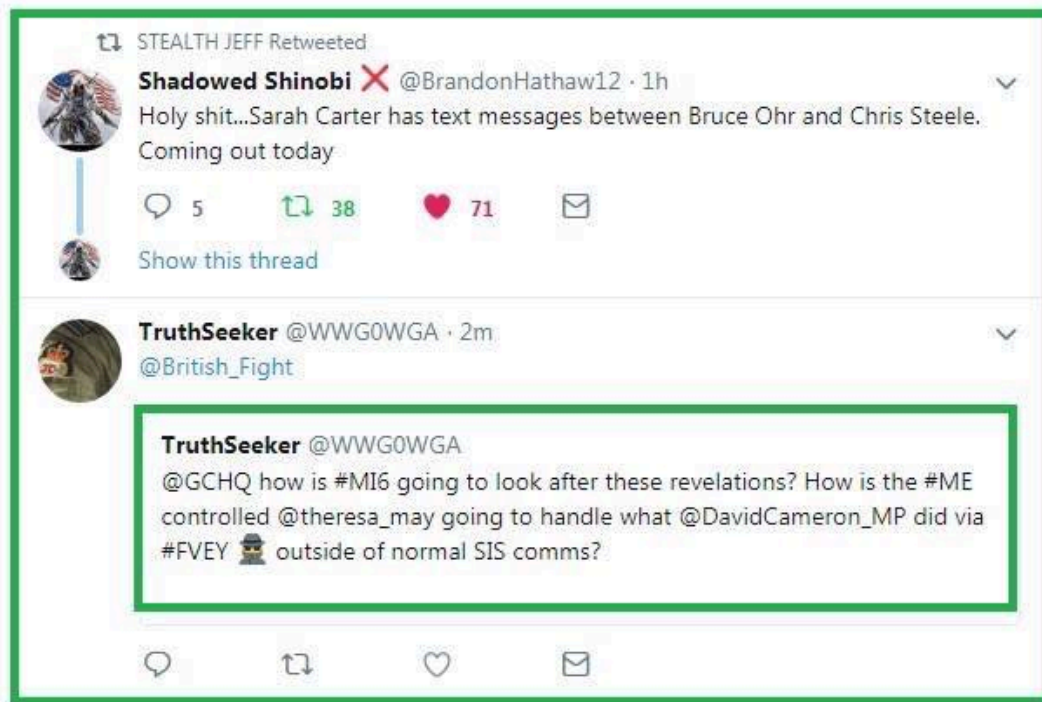 STEALTH JEFF Retweeted
Shadowed Shinobi ❌ @BrandonHathaw12 · 1h
Holy shit...Sarah Carter has text messages between Bruce Ohr and Chris Steele.
Coming out today
5 38 71
Show this thread
TruthSeeker @WWG0WGA · 2m
@British_Fight
TruthSeeker @WWG0WGA
@GCHQ how is #MI6 going to look after these revelations? How is the #ME
controlled @theresa_may going to handle what @DavidCameron_MP did via
#FVEY 🕵 outside of normal SIS comms?